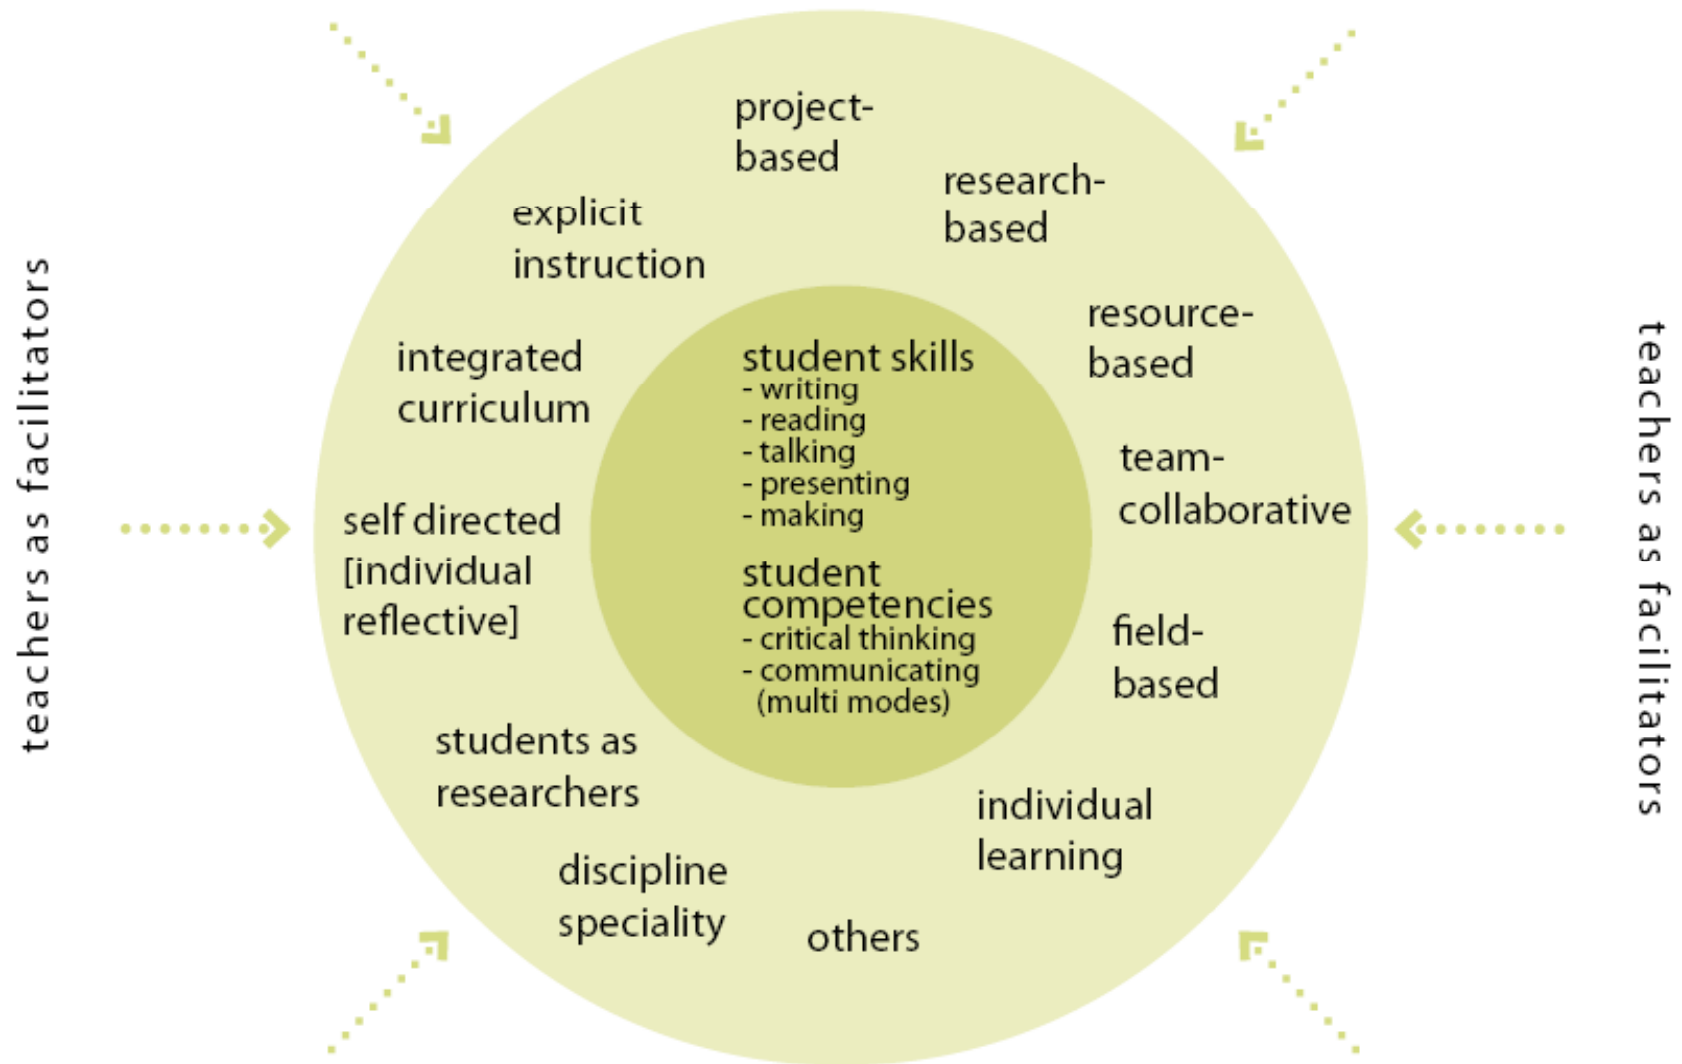 project-
based
research-
based
explicit
instruction
resource-
based
integrated
curriculum
student skills
- writing
- reading
- talking
- presenting
- making
team-
collaborative
self directed
[individual
reflective]
student
competencies
- critical thinking
- communicating
(multi modes)
field-
based
students as
researchers
individual
learning
discipline
speciality
others
teachers as facilitators
teachers as facilitators